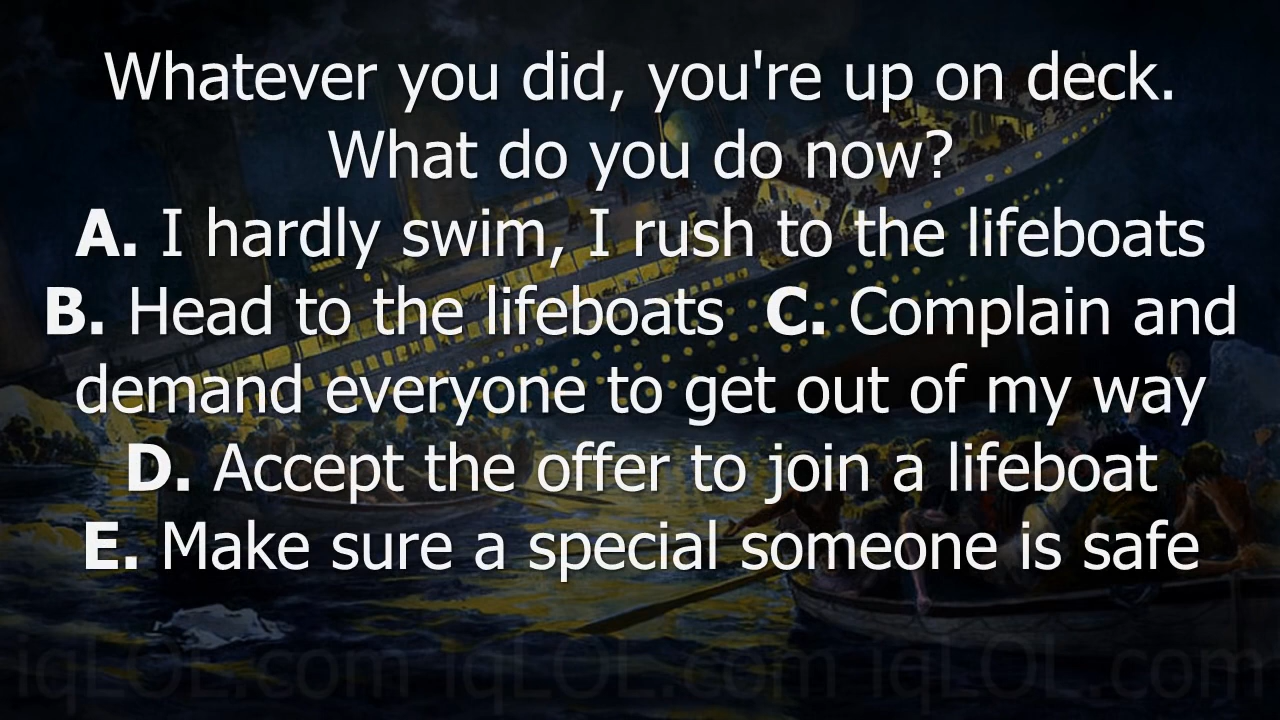 Whatever you did, you're up on deck.
What do you do now?
A. I hardly swim, I rush to the lifeboats
B. Head to the lifeboats C. Complain and
demand everyone to get out of my way
D. Accept the offer to join a lifeboat
E. Make sure a special someone is safe
iqLOL.com iqLOL.com iqLOL.com